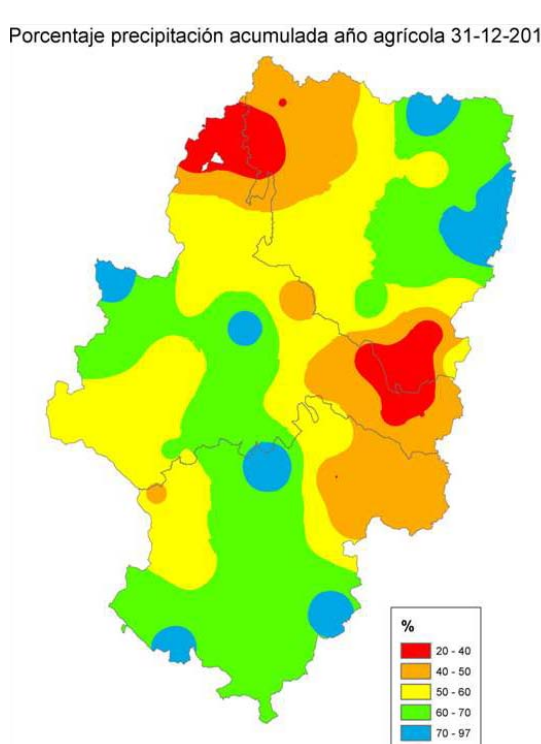 Porcentaje precipitación acumulada año agrícola 31-12-201
%
20 - 40
40 - 50
50 - 60
60 - 70
70 - 97